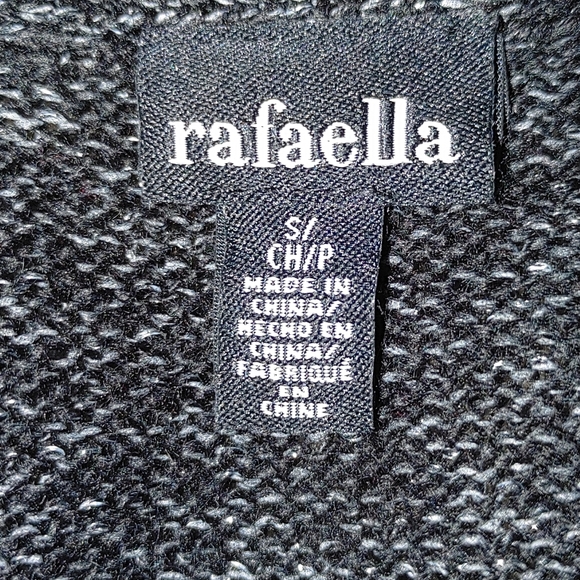 rafaella
S/
CH/P
MADE IN
CHINA/
HECHO EN
CHINA/
FABRIQUÉ
EN
CHINE